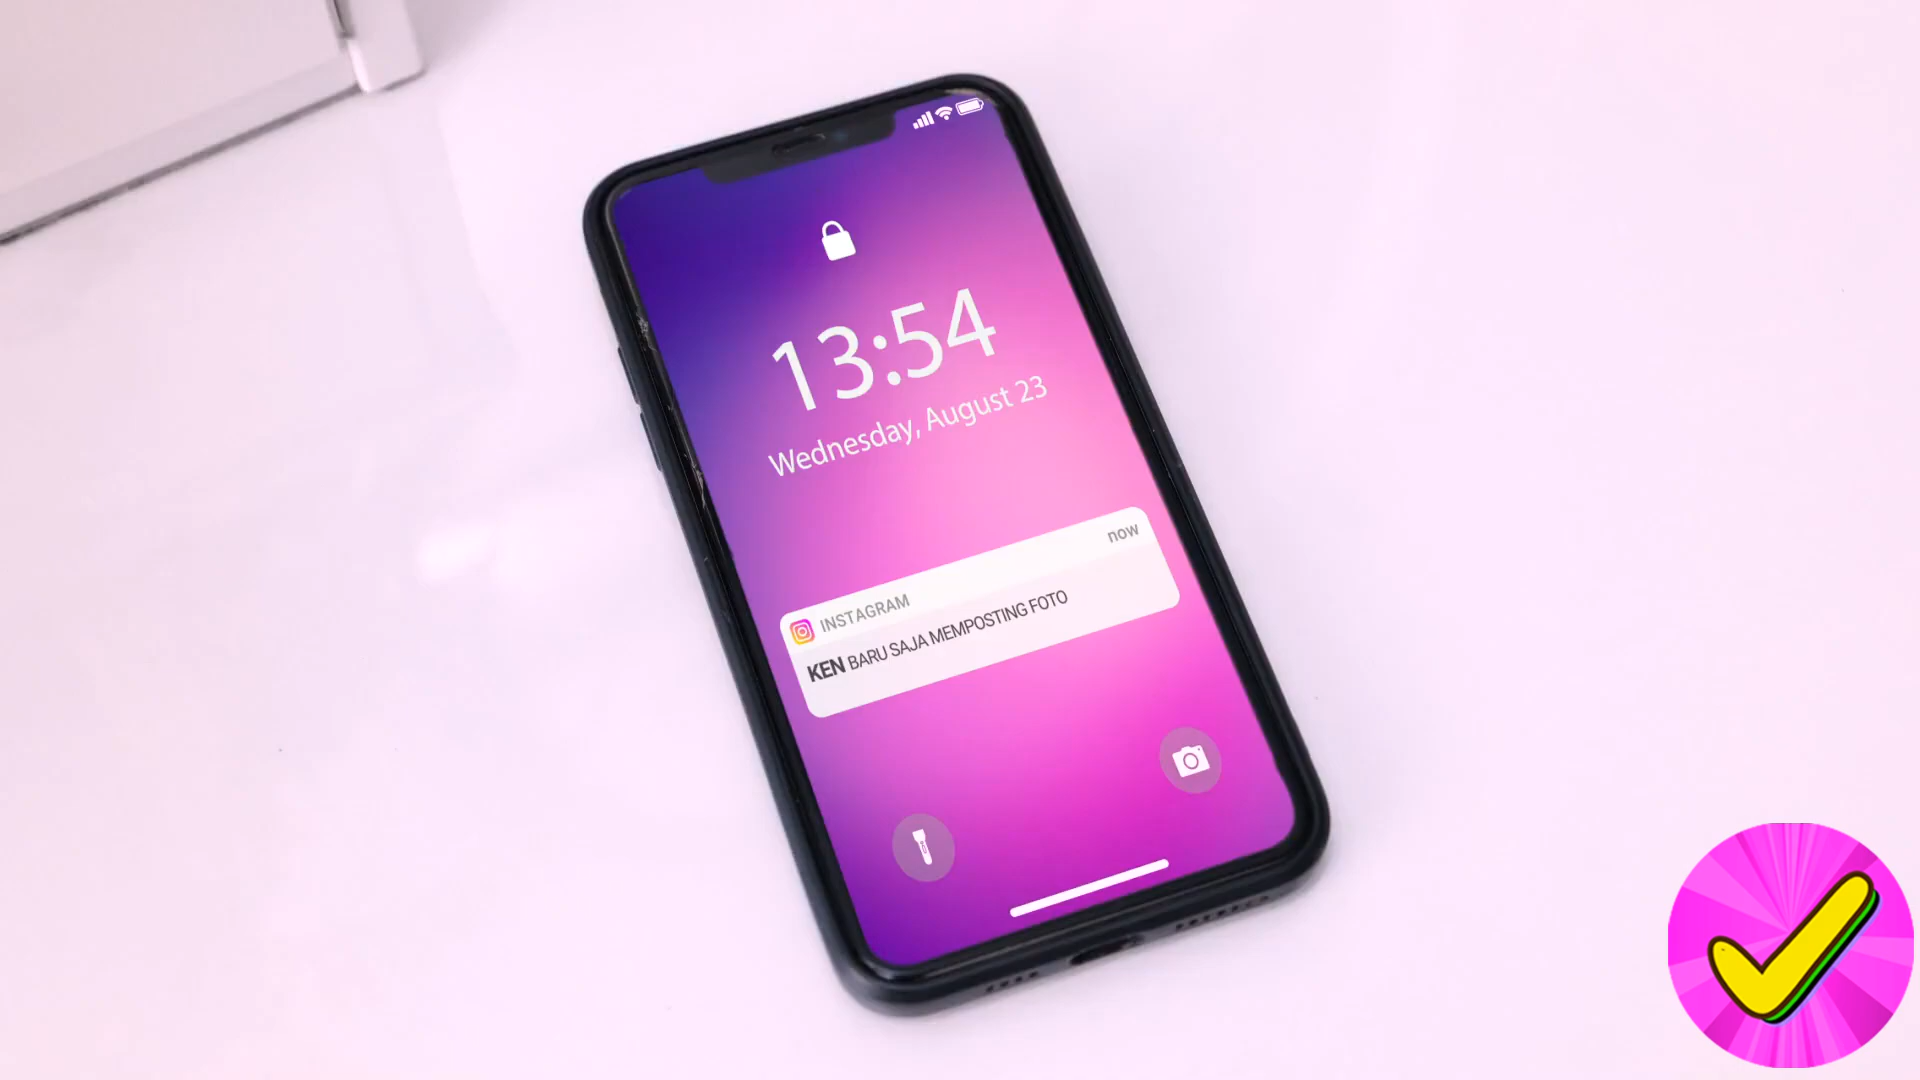 13:54
Wednesday, August 23
INSTAGRAM
now
KEN BARU SAJA MEMPOSTING FOTO